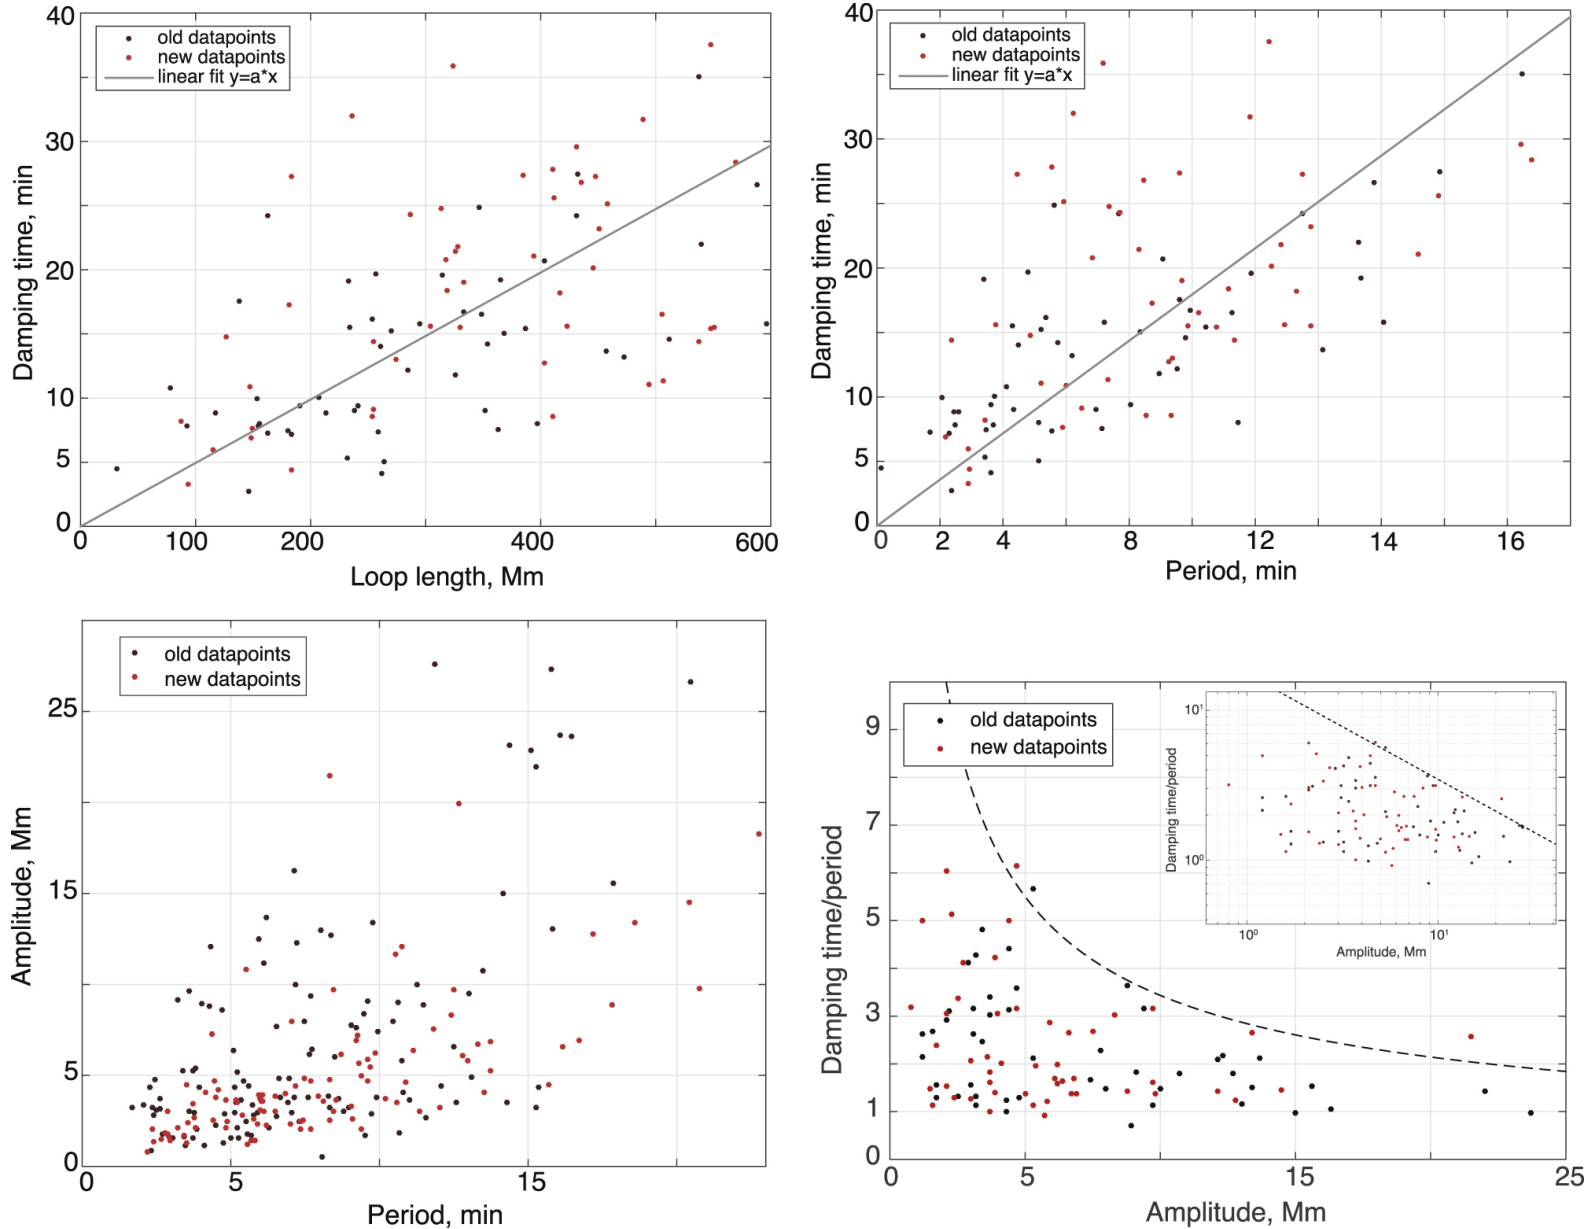 old datapoints
new datapoints
linear fit y=a*x
40
30
20
10
5
0
0 100 200 400 600
Damping time, min
Loop length, Mm
old datapoints
new datapoints
linear fit y=a*x
40
30
20
10
5
0
0 2 4 8 12 14 16
Damping time, min
Period, min
old datapoints
new datapoints
25
15
5
0
0 5 15
Amplitude, Mm
Period, min
old datapoints
new datapoints
9
7
5
3
1
0
0 5 15 25
Damping time/period
Amplitude, Mm
10¹
10⁰
10⁰ 10¹
Damping time/period
Amplitude, Mm